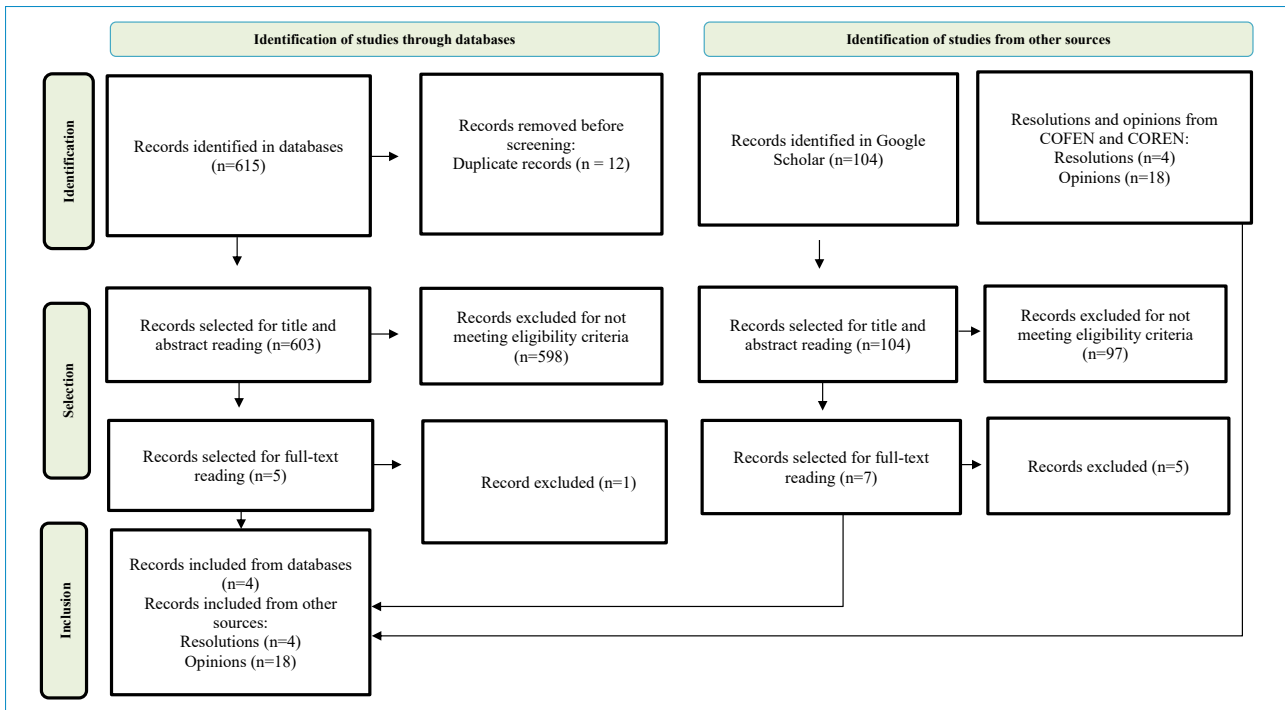 Identification of studies through databases
Identification of studies from other sources
Identification
Records identified in databases
(n=615)
Records removed before
screening:
Duplicate records (n = 12)
Records identified in Google
Scholar (n=104)
Resolutions and opinions from
COFEN and COREN:
Resolutions (n=4)
Opinions (n=18)
Selection
Records selected for title and
abstract reading (n=603)
Records excluded for not
meeting eligibility criteria
(n=598)
Records selected for title and
abstract reading (n=104)
Records excluded for not
meeting eligibility criteria
(n=97)
Records selected for full-text
reading (n=5)
Record excluded (n=1)
Records selected for full-text
reading (n=7)
Records excluded (n=5)
Inclusion
Records included from databases
(n=4)
Records included from other
sources:
Resolutions (n=4)
Opinions (n=18)